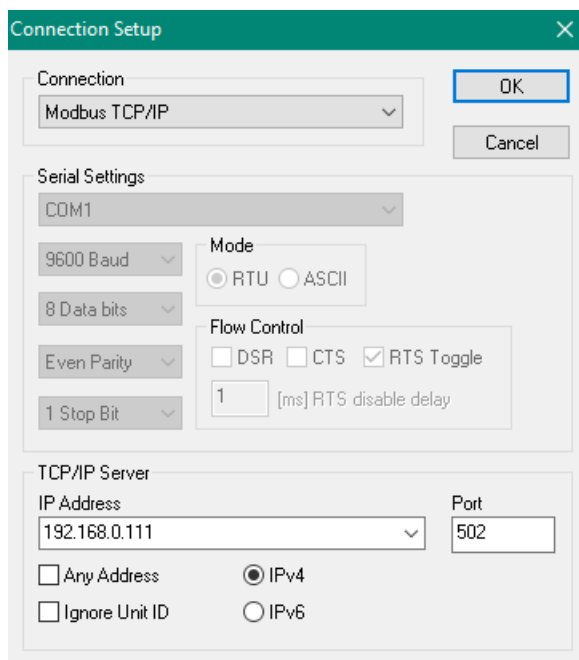 Connection Setup
Connection
Modbus TCP/IP
OK
Cancel
Serial Settings
COM1
9600 Baud
8 Data bits
Even Parity
1 Stop Bit
Mode
RTU ASCII
Flow Control
DSR CTS RTS Toggle
1 [ms] RTS disable delay
TCP/IP Server
IP Address Port
192.168.0.111 502
Any Address IPv4
Ignore Unit ID IPv6